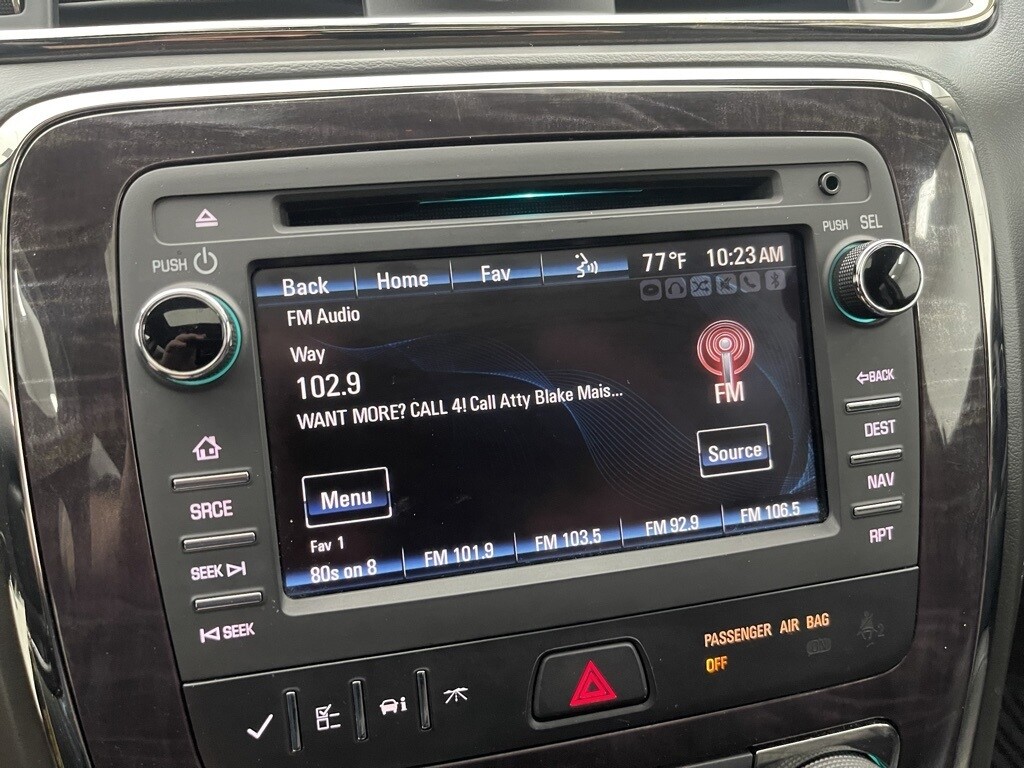 PUSH
PUSH SEL
Back Home Fav 77°F 10:23 AM
FM Audio
Way
102.9
WANT MORE? CALL 4! Call Atty Blake Mais...
FM
Menu
Source
Fav 1
80s on 8 FM 101.9 FM 103.5 FM 92.9 FM 106.5
SRCE
SEEK
SEEK
BACK
DEST
NAV
RPT
PASSENGER AIR BAG
OFF